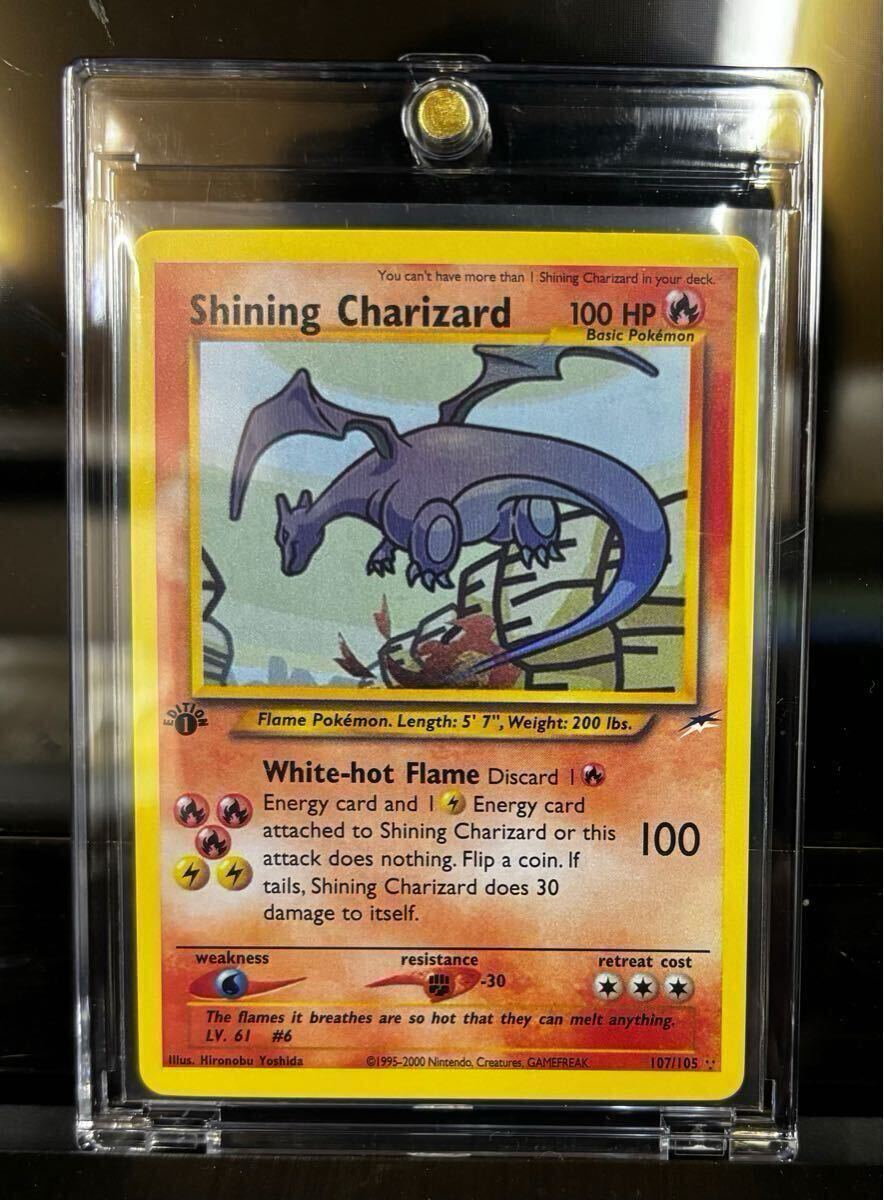 You can't have more than 1 Shining Charizard in your deck.
Shining Charizard 100 HP
Basic Pokémon
EDITION
1
Flame Pokémon. Length: 5' 7", Weight: 200 lbs.
White-hot Flame Discard 1
Energy card and 1 Energy card
attached to Shining Charizard or this
attack does nothing. Flip a coin. If
tails, Shining Charizard does 30
damage to itself.
100
weakness resistance retreat cost
-30
The flames it breathes are so hot that they can melt anything.
LV. 61 #6
Illus. Hironobu Yoshida ©1995-2000 Nintendo, Creatures, GAMEFREAK 107/105